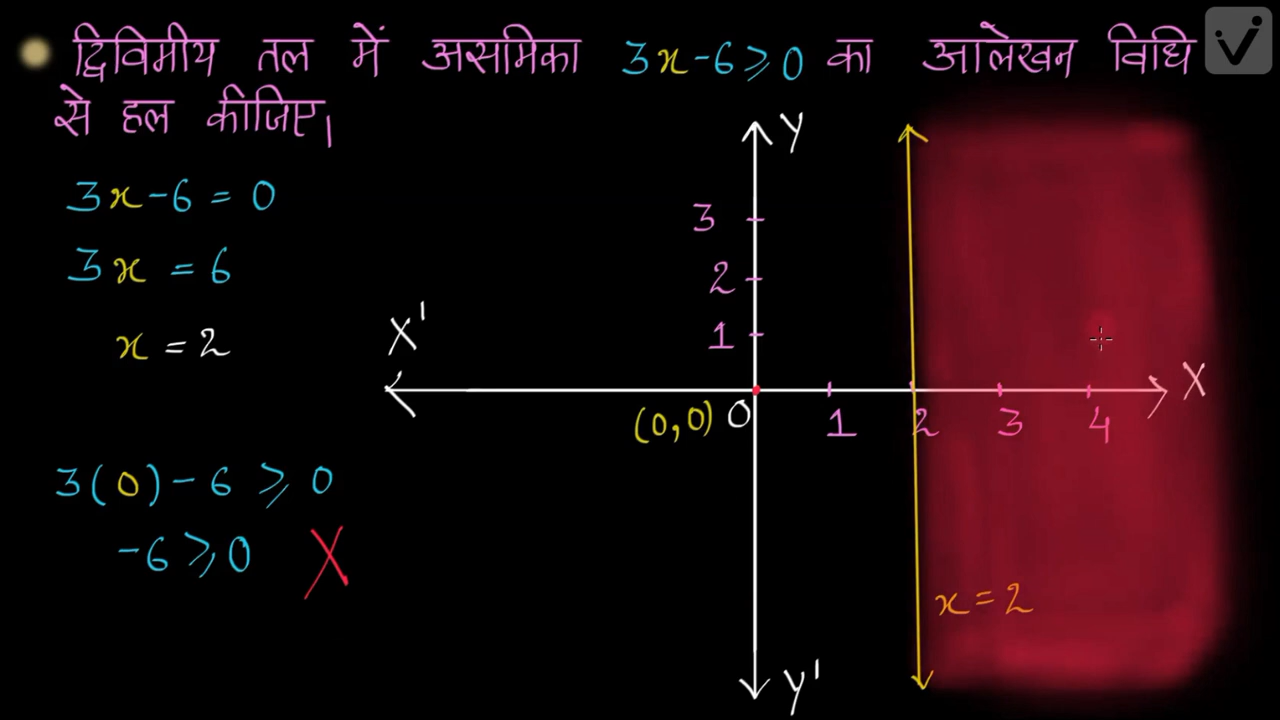 द्विविमीय तल में असमिका 3x-6⩾0 का आलेखन विधि
से हल कीजिए।
3x-6=0
3x=6
x=2
3(0)-6⩾0
-6⩾0 X
Y
3
2
1
X'
X
(0,0) O
1 2 3 4
x=2
Y'